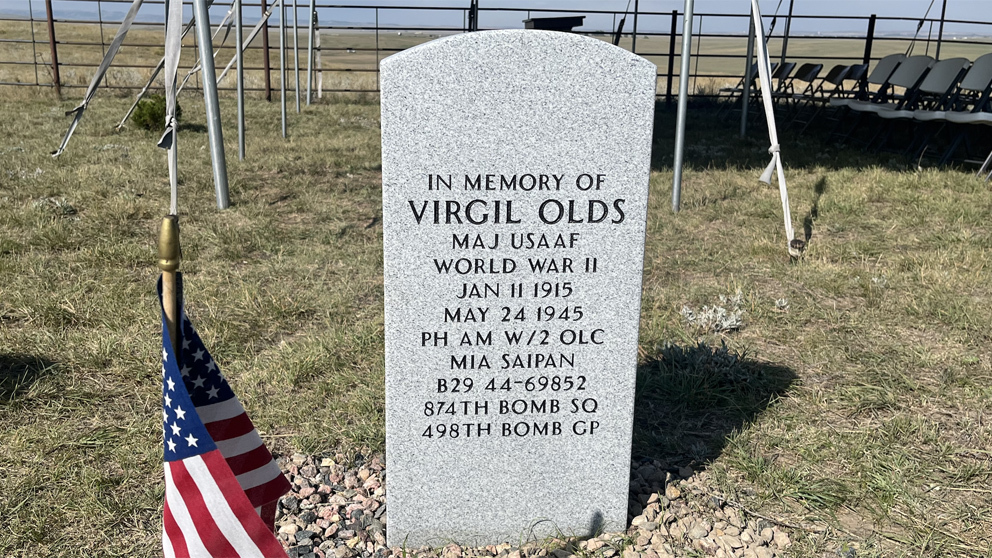 IN MEMORY OF
VIRGIL OLDS
MAJ USAAF
WORLD WAR II
JAN 11 1915
MAY 24 1945
PH AM W/2 OLC
MIA SAIPAN
B29 44-69852
874TH BOMB SQ
498TH BOMB GP